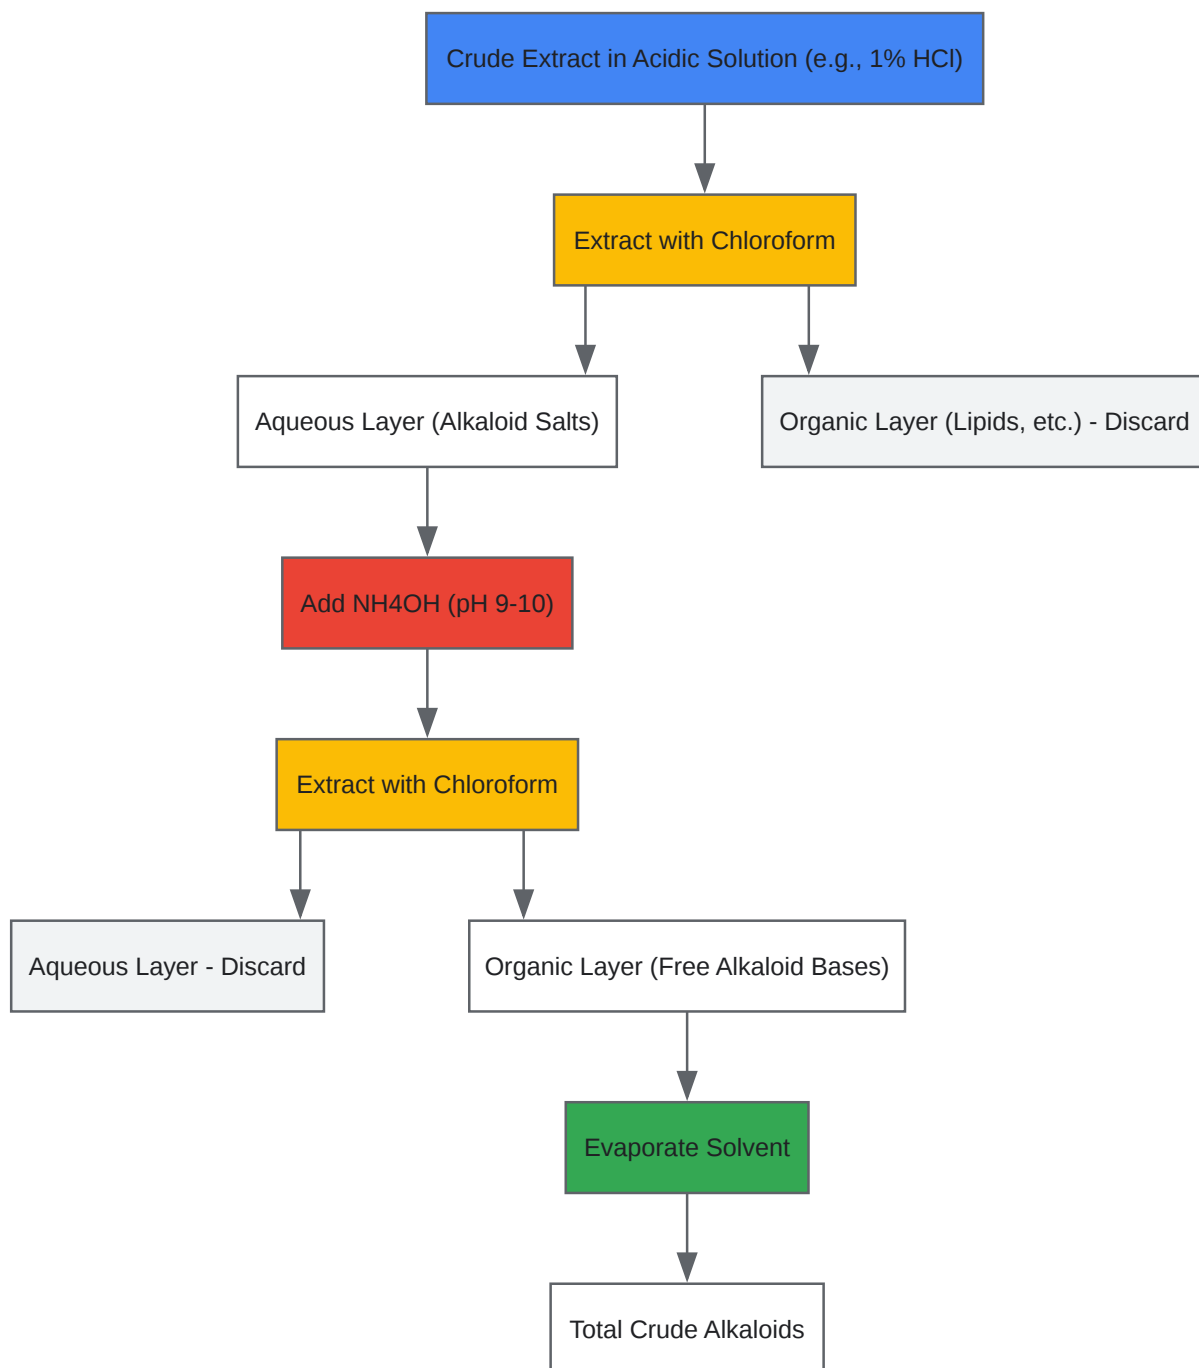 Crude Extract in Acidic Solution (e.g., 1% HCl)
Extract with Chloroform
Aqueous Layer (Alkaloid Salts)
Organic Layer (Lipids, etc.) - Discard
Add NH4OH (pH 9-10)
Extract with Chloroform
Aqueous Layer - Discard
Organic Layer (Free Alkaloid Bases)
Evaporate Solvent
Total Crude Alkaloids